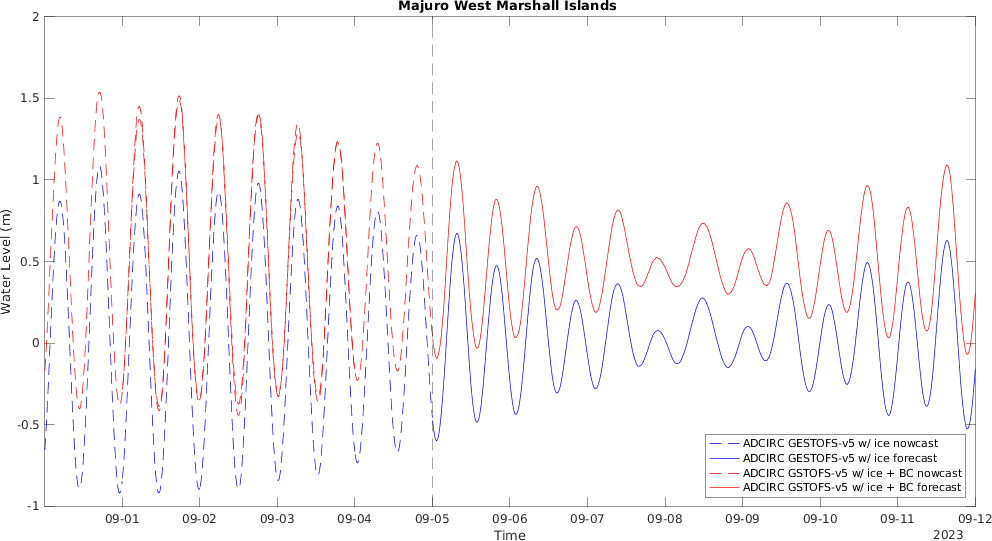 Majuro West Marshall Islands
2
1.5
1
0.5
0
-0.5
-1
Water Level (m)
09-01 09-02 09-03 09-04 09-05 09-06 09-07 09-08 09-09 09-10 09-11 09-12
Time
2023
ADCIRC GESTOFS-v5 w/ ice nowcast
ADCIRC GESTOFS-v5 w/ ice forecast
ADCIRC GSTOFS-v5 w/ ice + BC nowcast
ADCIRC GSTOFS-v5 w/ ice + BC forecast